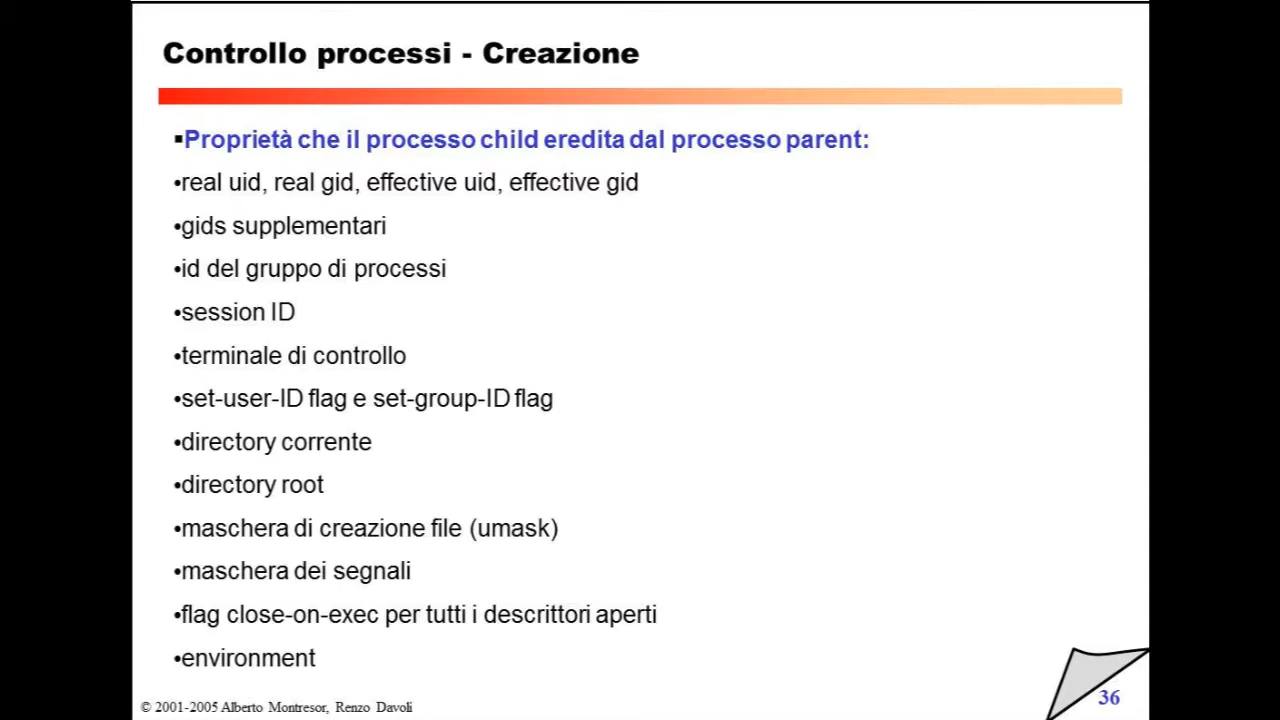 Controllo processi - Creazione
▪Proprietà che il processo child eredita dal processo parent:
•real uid, real gid, effective uid, effective gid
•gids supplementari
•id del gruppo di processi
•session ID
•terminale di controllo
•set-user-ID flag e set-group-ID flag
•directory corrente
•directory root
•maschera di creazione file (umask)
•maschera dei segnali
•flag close-on-exec per tutti i descrittori aperti
•environment
© 2001-2005 Alberto Montresor, Renzo Davoli
36